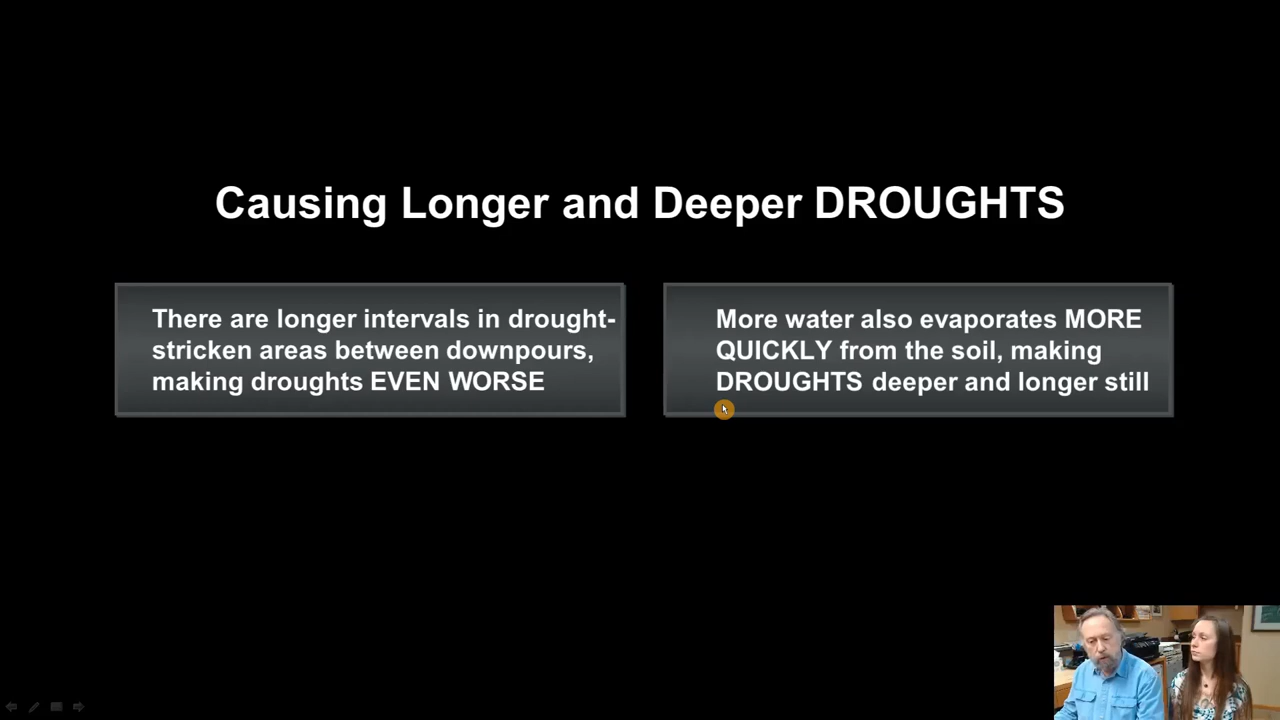 Causing Longer and Deeper DROUGHTS
There are longer intervals in drought-
stricken areas between downpours,
making droughts EVEN WORSE
More water also evaporates MORE
QUICKLY from the soil, making
DROUGHTS deeper and longer still